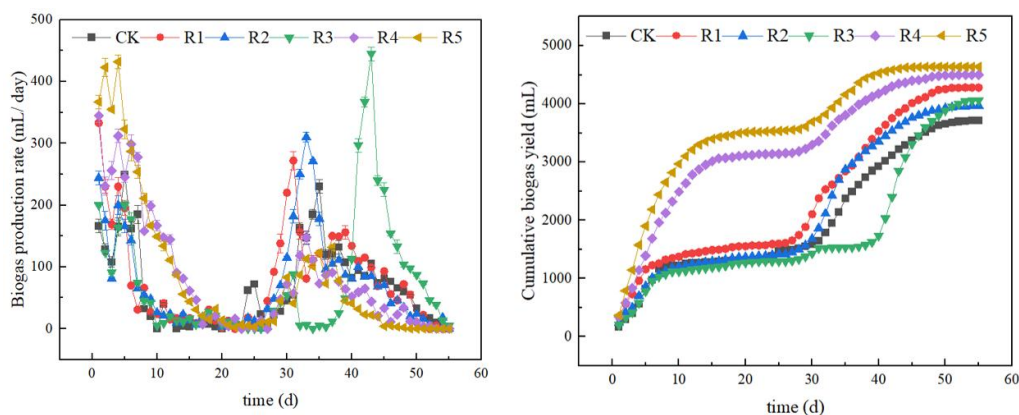 500
400
300
200
100
0
CK R1 R2 R3 R4 R5
Biogas production rate (mL/ day)
0 10 20 30 40 50 60
time (d)
5000
4000
3000
2000
1000
0
CK R1 R2 R3 R4 R5
Cumulative biogas yield (mL)
0 10 20 30 40 50 60
time (d)